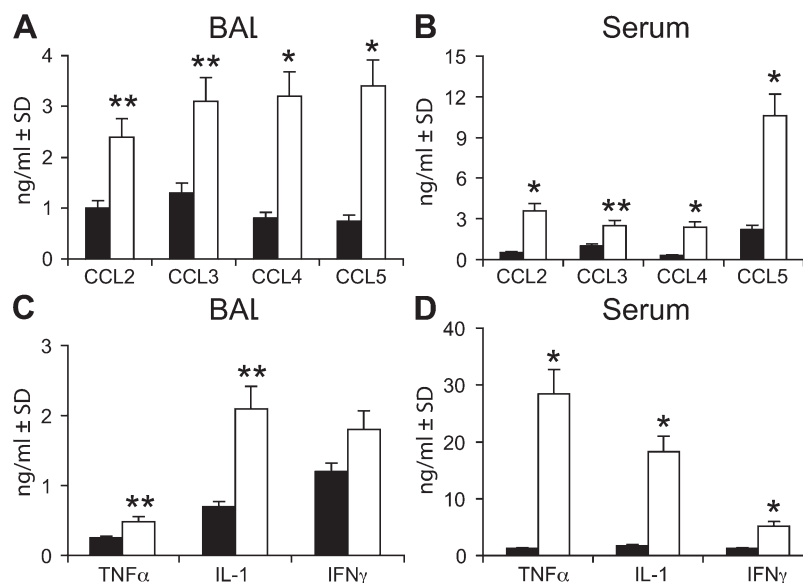 A BAL
ng/ml ± SD
4
3
2
1
0
** ** * *
CCL2 CCL3 CCL4 CCL5
B Serum
ng/ml ± SD
15
12
9
6
3
0
* ** * *
CCL2 CCL3 CCL4 CCL5
C BAL
ng/ml ± SD
3
2
1
0
** **
TNFα IL-1 IFNγ
D Serum
ng/ml ± SD
40
30
20
10
0
* * *
TNFα IL-1 IFNγ